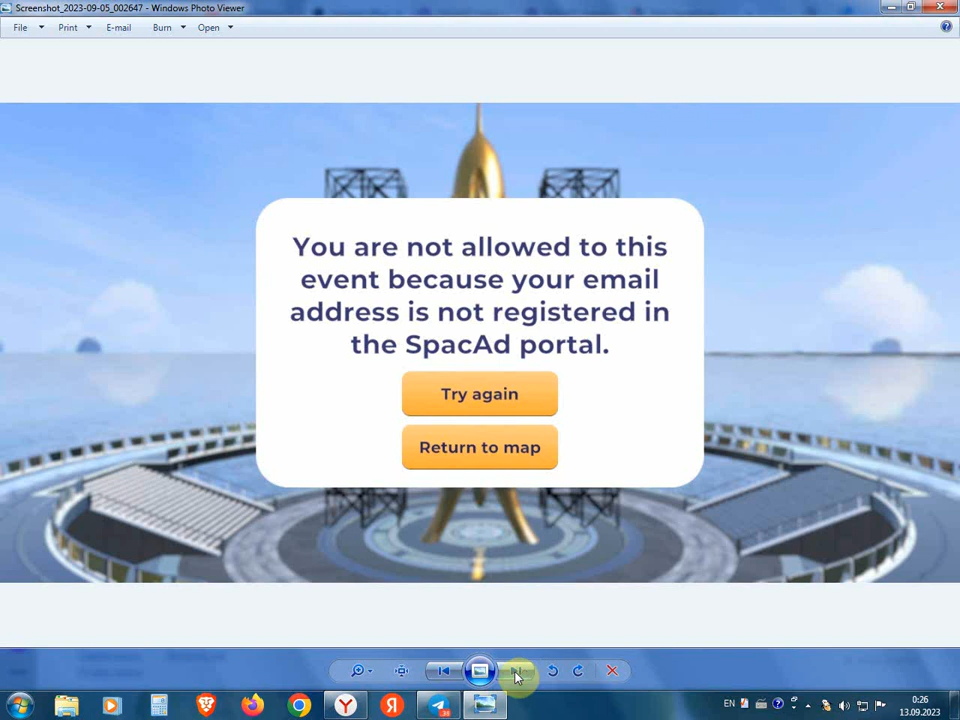 Screenshot_2023-09-05_002647 - Windows Photo Viewer
File Print E-mail Burn Open
You are not allowed to this
event because your email
address is not registered in
the SpacAd portal.
Try again
Return to map
EN
0:26
13.09.2023